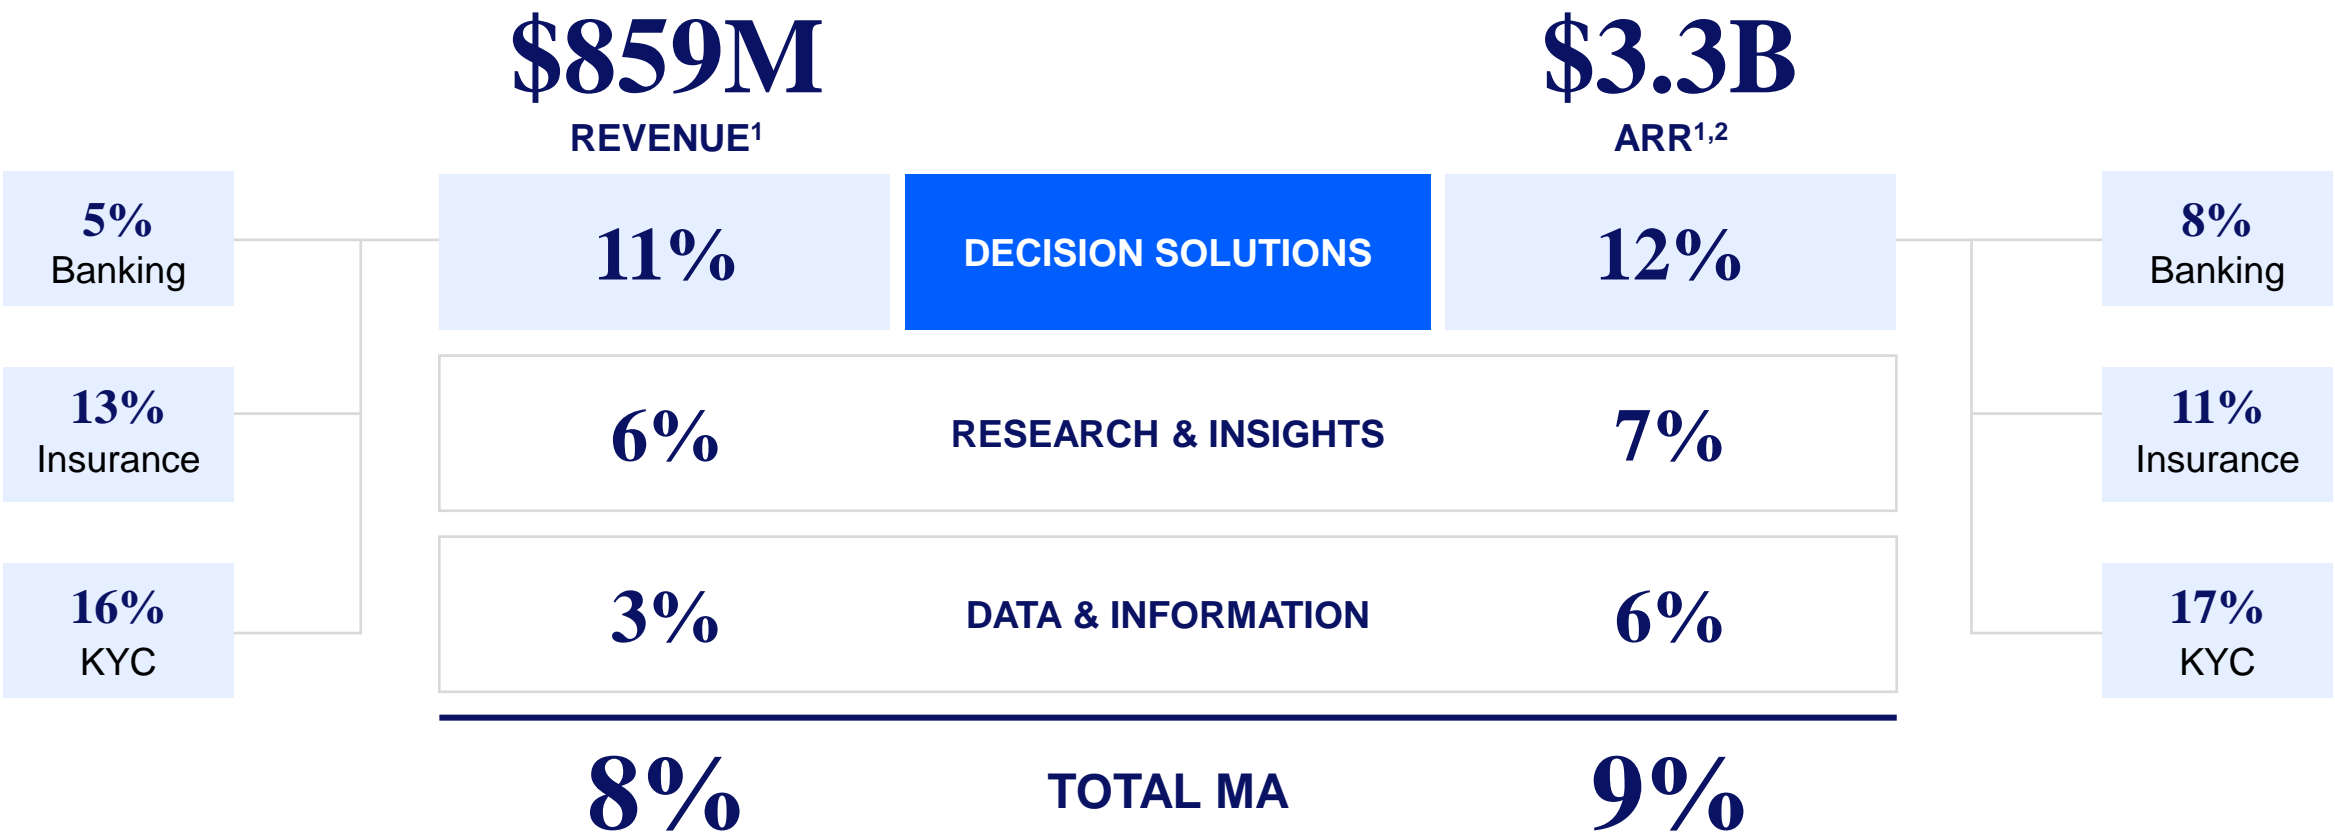 $859M
REVENUE¹
$3.3B
ARR¹,²
5%
Banking
13%
Insurance
16%
KYC
11%
DECISION SOLUTIONS
12%
6%
RESEARCH & INSIGHTS
7%
3%
DATA & INFORMATION
6%
8%
TOTAL MA
9%
8%
Banking
11%
Insurance
17%
KYC